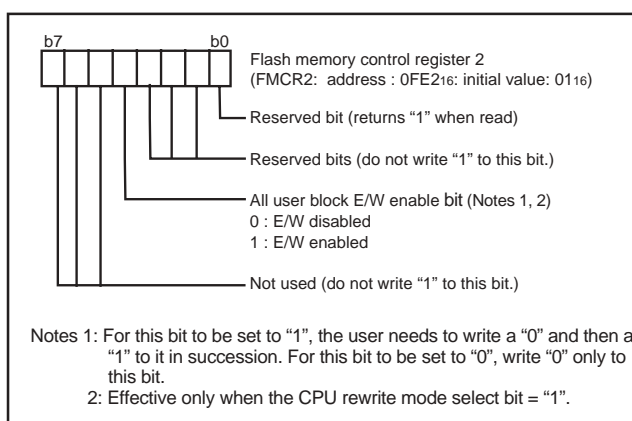 b7 b0
Flash memory control register 2
(FMCR2: address : 0FE216: initial value: 0116)
Reserved bit (returns “1” when read)
Reserved bits (do not write “1” to this bit.)
All user block E/W enable bit (Notes 1, 2)
0 : E/W disabled
1 : E/W enabled
Not used (do not write “1” to this bit.)
Notes 1: For this bit to be set to “1”, the user needs to write a “0” and then a
“1” to it in succession. For this bit to be set to “0”, write “0” only to
this bit.
2: Effective only when the CPU rewrite mode select bit = “1”.